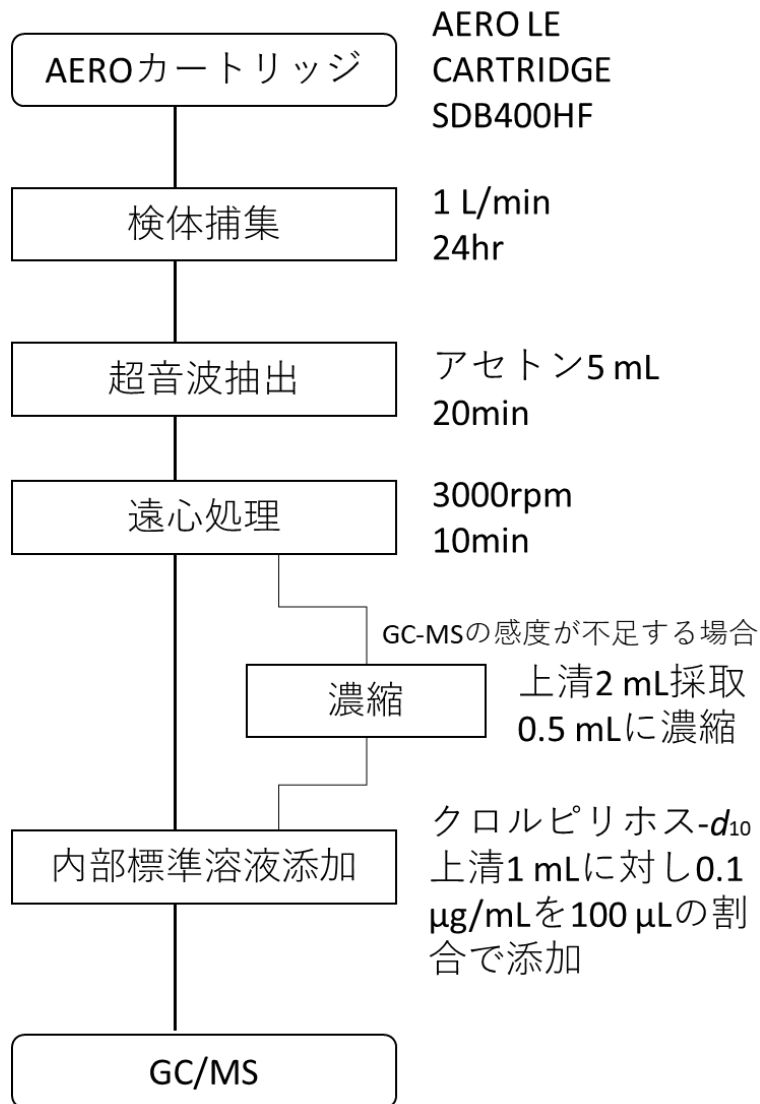 AEROカートリッジ
AERO LE
CARTRIDGE
SDB400HF
検体捕集
1 L/min
24hr
超音波抽出
アセトン5 mL
20min
遠心処理
3000rpm
10min
GC-MSの感度が不足する場合
濃縮
上清2 mL採取
0.5 mLに濃縮
内部標準溶液添加
クロルピリホス-d10
上清1 mLに対し0.1
μg/mLを100 μLの割
合で添加
GC/MS